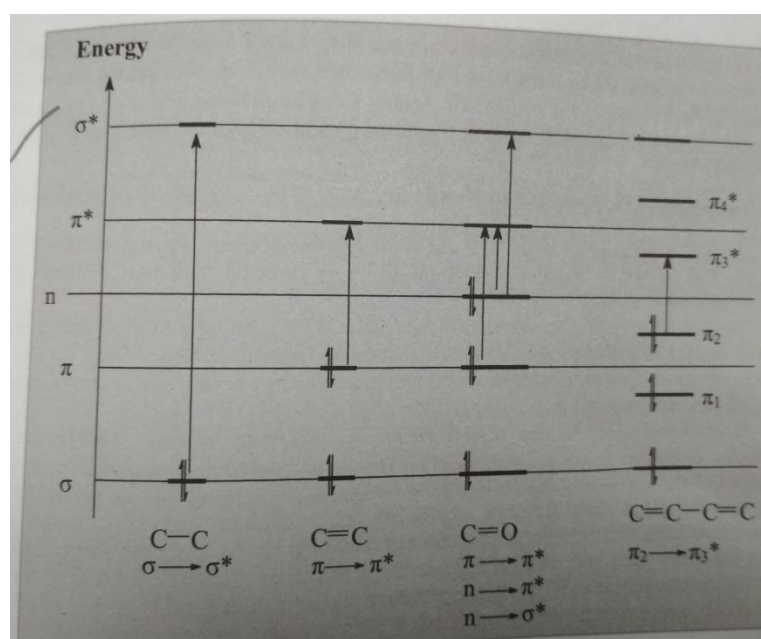 Energy
σ*
π*
n
π
σ
π₄*
π₃*
π₂
π₁
C—C
σ⟶σ*
C=C
π⟶π*
C=O
π⟶π*
n⟶π*
n⟶σ*
C=C—C=C
π₂⟶π₃*